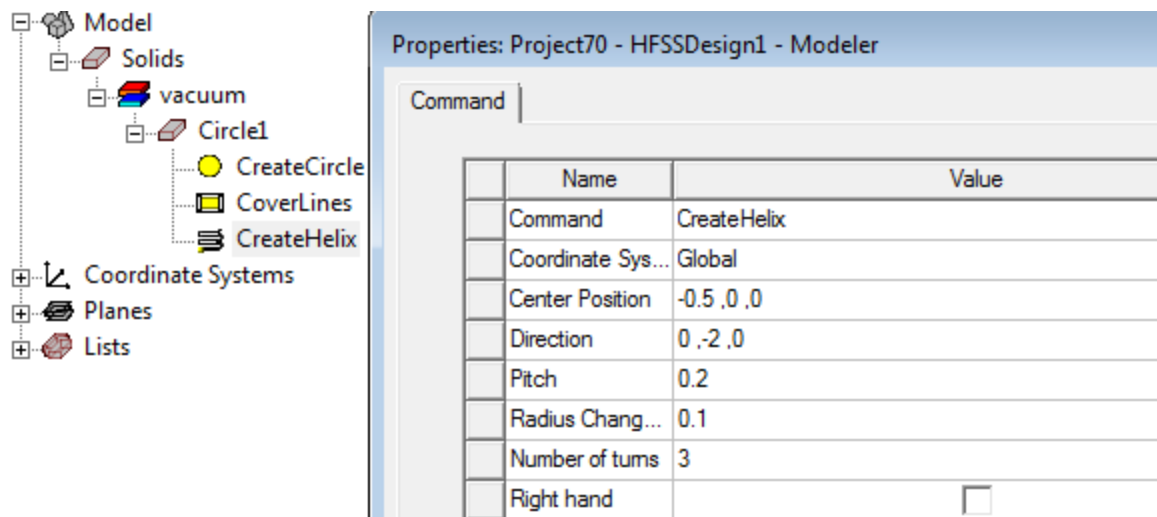 Model
Solids
vacuum
Circle1
CreateCircle
CoverLines
CreateHelix
Coordinate Systems
Planes
Lists
Properties: Project70 - HFSSDesign1 - Modeler
Command
Name Value
Command CreateHelix
Coordinate Sys... Global
Center Position -0.5 ,0 ,0
Direction 0 ,-2 ,0
Pitch 0.2
Radius Chang... 0.1
Number of turns 3
Right hand